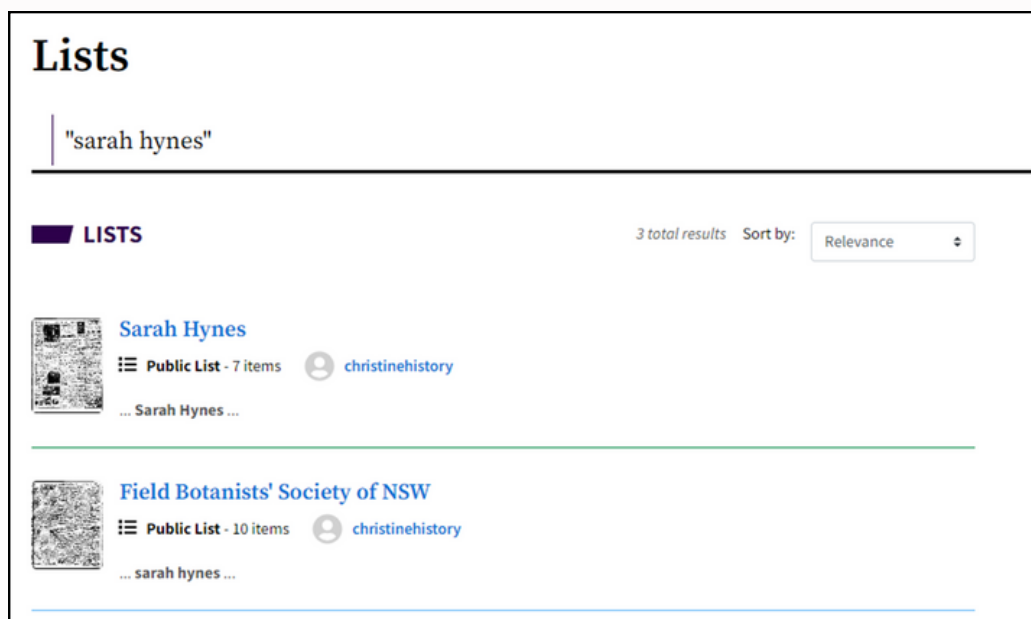 Lists
"sarah hynes"
LISTS
3 total results Sort by: Relevance
Sarah Hynes
Public List - 7 items christinehistory
... Sarah Hynes ...
Field Botanists' Society of NSW
Public List - 10 items christinehistory
... sarah hynes ...